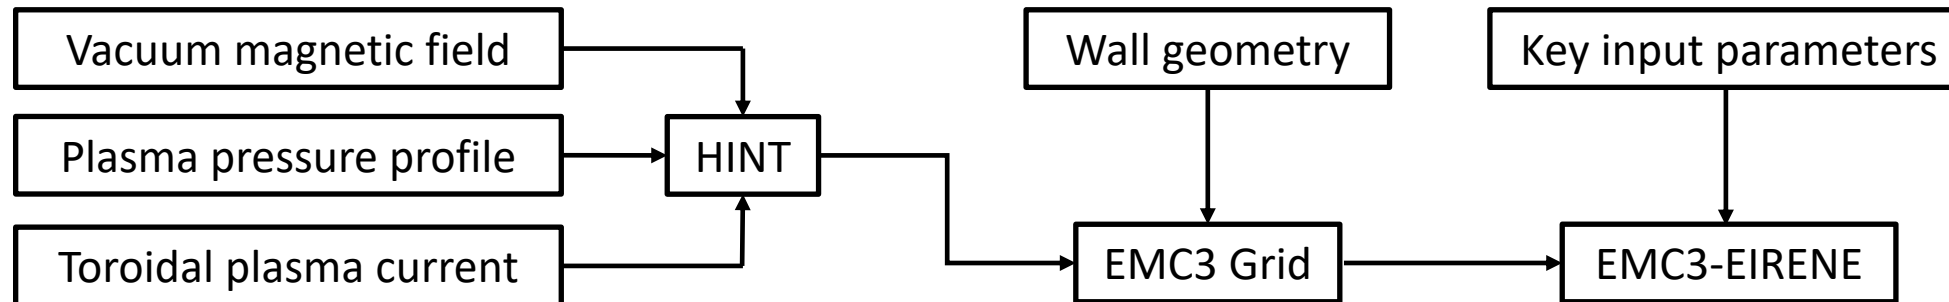 Vacuum magnetic field
Wall geometry
Key input parameters
Plasma pressure profile
HINT
Toroidal plasma current
EMC3 Grid
EMC3-EIRENE